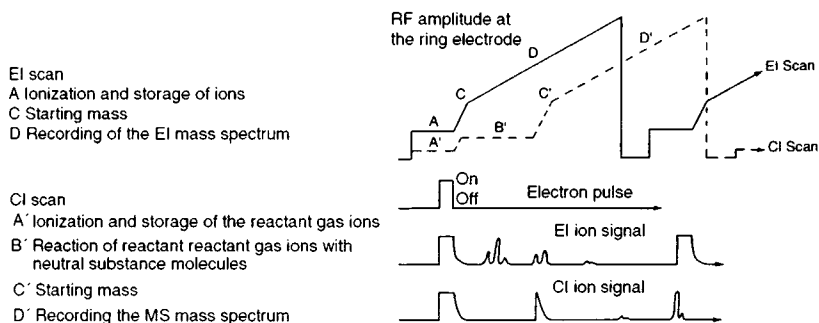 RF amplitude at
the ring electrode
D
D'
EI scan
A Ionization and storage of ions
C Starting mass
D Recording of the EI mass spectrum
C
C'
A
B'
A'
EI Scan
CI Scan
CI scan
A´ Ionization and storage of the reactant gas ions
B´ Reaction of reactant reactant gas ions with
neutral substance molecules
C´ Starting mass
D´ Recording the MS mass spectrum
On
Off
Electron pulse
EI ion signal
CI ion signal